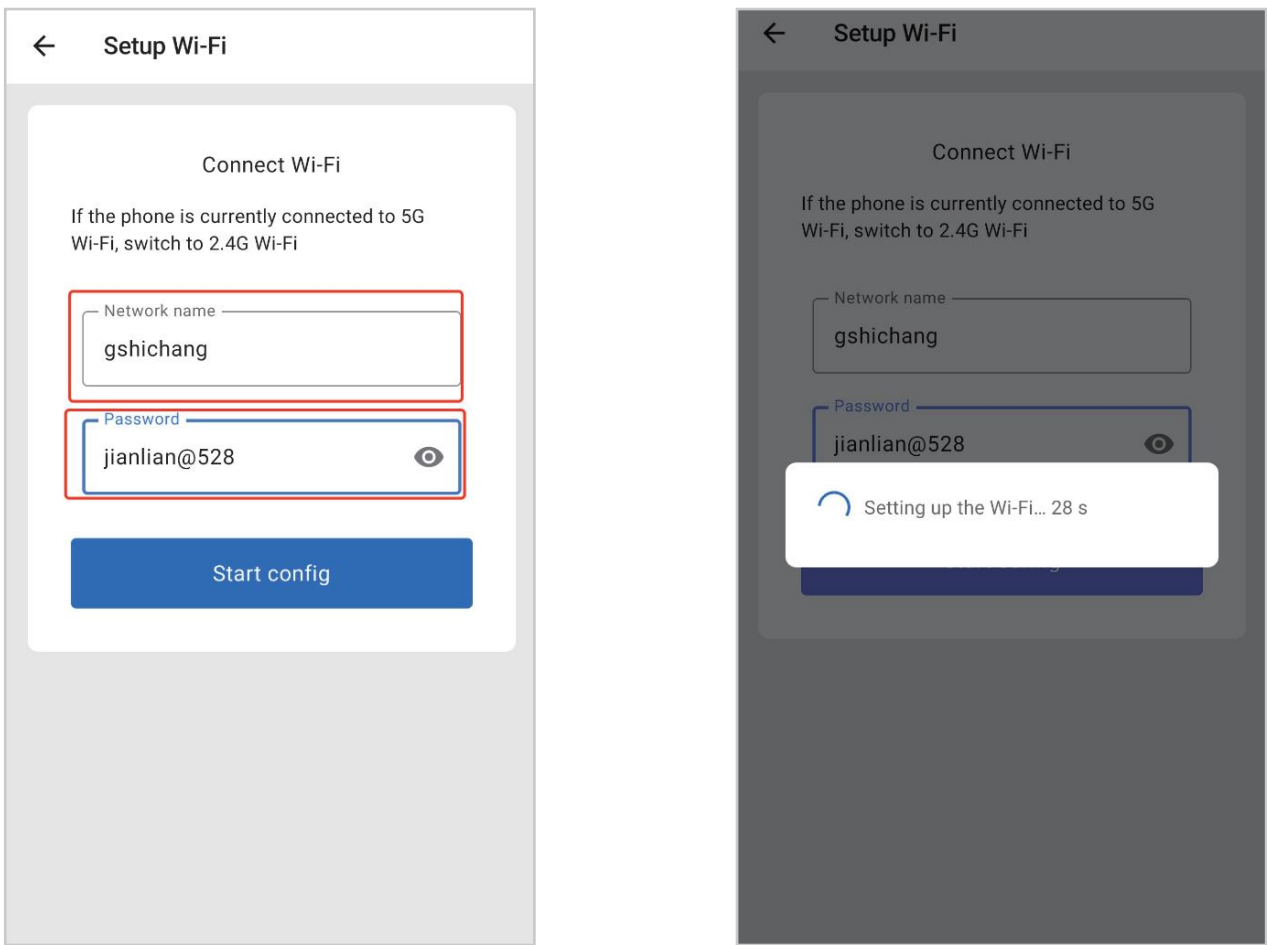 Setup Wi-Fi
Connect Wi-Fi
If the phone is currently connected to 5G
Wi-Fi, switch to 2.4G Wi-Fi
Network name
gshichang
Password
jianlian@528
Start config
Setup Wi-Fi
Connect Wi-Fi
If the phone is currently connected to 5G
Wi-Fi, switch to 2.4G Wi-Fi
Network name
gshichang
Password
jianlian@528
Setting up the Wi-Fi... 28 s